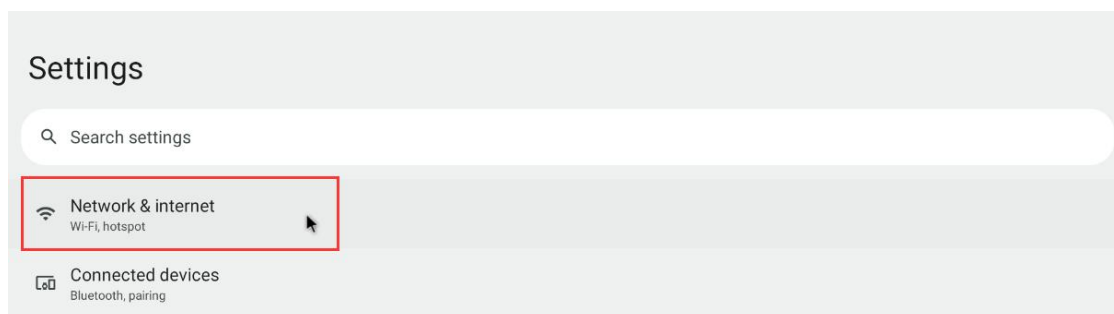 Settings
Search settings
Network & internet
Wi-Fi, hotspot
Connected devices
Bluetooth, pairing